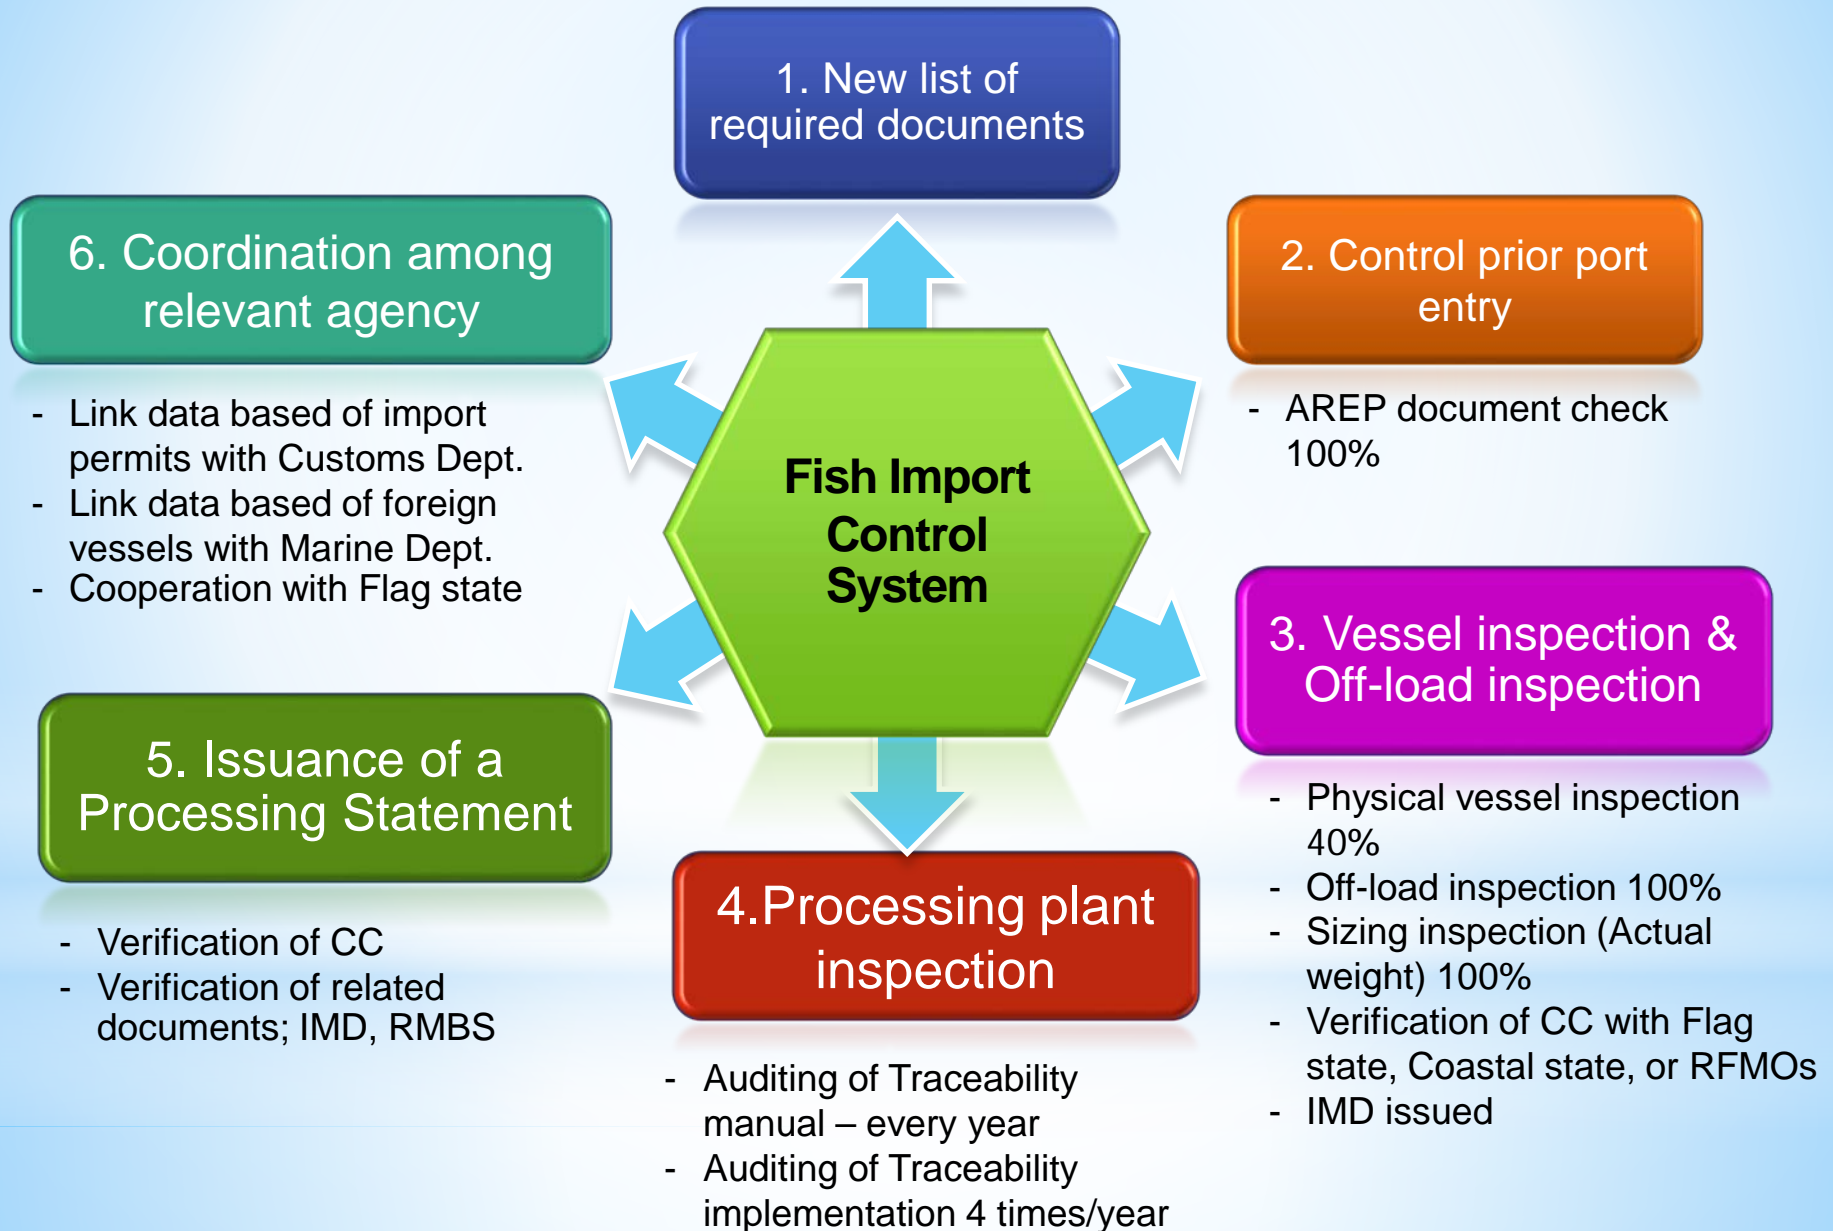 1. New list of
required documents
6. Coordination among
relevant agency
- Link data based of import
permits with Customs Dept.
- Link data based of foreign
vessels with Marine Dept.
- Cooperation with Flag state
2. Control prior port
entry
- AREP document check
100%
Fish Import
Control
System
3. Vessel inspection &
Off-load inspection
- Physical vessel inspection
40%
- Off-load inspection 100%
- Sizing inspection (Actual
weight) 100%
- Verification of CC with Flag
state, Coastal state, or RFMOs
- IMD issued
5. Issuance of a
Processing Statement
- Verification of CC
- Verification of related
documents; IMD, RMBS
4.Processing plant
inspection
- Auditing of Traceability
manual – every year
- Auditing of Traceability
implementation 4 times/year